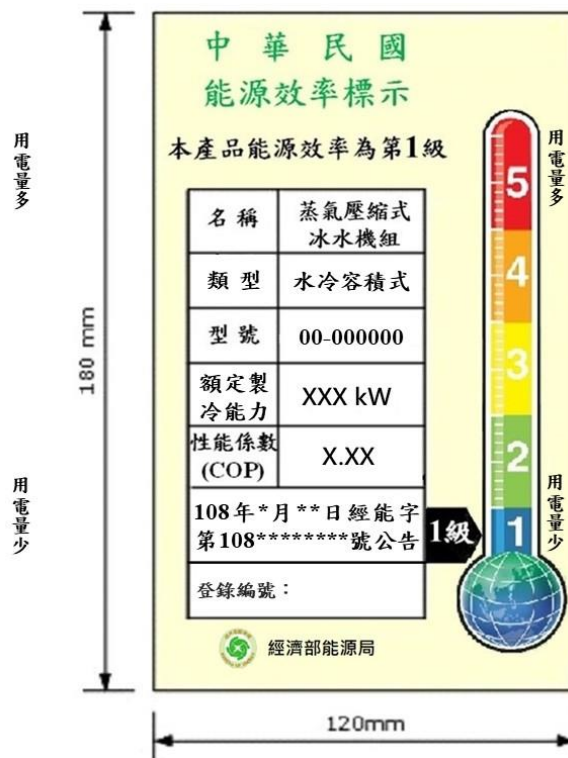 中華民國
能源效率標示
本產品能源效率為第1級
名稱 蒸氣壓縮式
冰水機組
類型 水冷容積式
型號 00-000000
額定製
冷能力 XXX kW
性能係數
(COP) X.XX
108年*月**日經能字
第108********號公告
登錄編號：
經濟部能源局
1級
5
4
3
2
1
用電量多
用電量少
用電量多
用電量少
180 mm
120mm